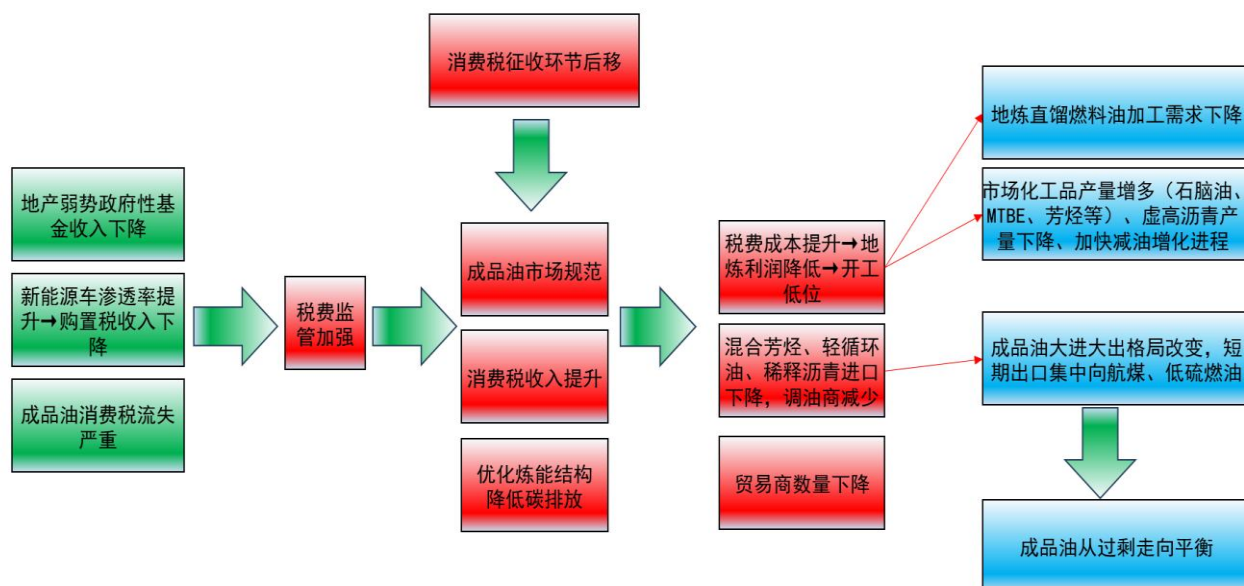 消费税征收环节后移
地产弱势政府性基
金收入下降
新能源车渗透率提
升→购置税收入下
降
成品油消费税流失
严重
税费监
管加强
成品油市场规范
消费税收入提升
优化炼能结构
降低碳排放
税费成本提升→地
炼利润降低→开工
低位
混合芳烃、轻循环
油、稀释沥青进口
下降，调油商减少
贸易商数量下降
地炼直馏燃料油加工需求下降
市场化工品产量增多（石脑油、
MTBE、芳烃等）、虚高沥青产
量下降、加快减油增化进程
成品油大进大出格局改变，短
期出口集中向航煤、低硫燃油
成品油从过剩走向平衡